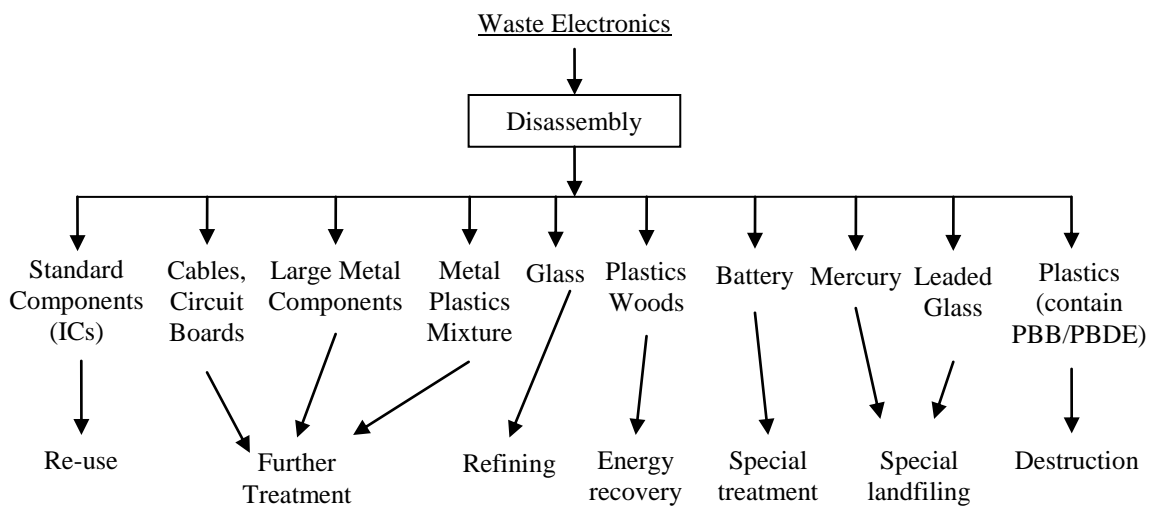 Waste Electronics
Disassembly
Standard
Components
(ICs)
Cables,
Circuit
Boards
Large Metal
Components
Metal
Plastics
Mixture
Glass
Plastics
Woods
Battery
Mercury
Leaded
Glass
Plastics
(contain
PBB/PBDE)
Re-use
Further
Treatment
Refining
Energy
recovery
Special
treatment
Special
landfiling
Destruction